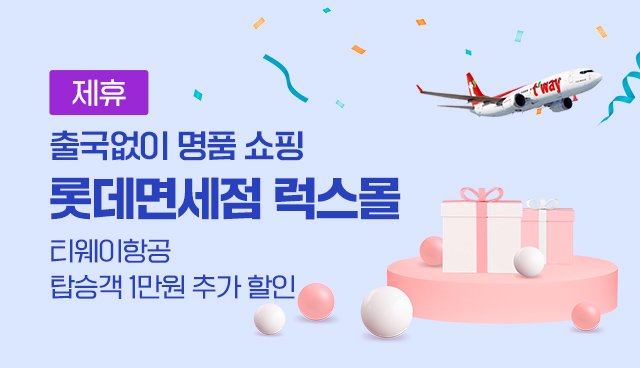 제휴
출국없이 명품 쇼핑
롯데면세점 럭스몰
티웨이항공
탑승객 1만원 추가 할인
t'way